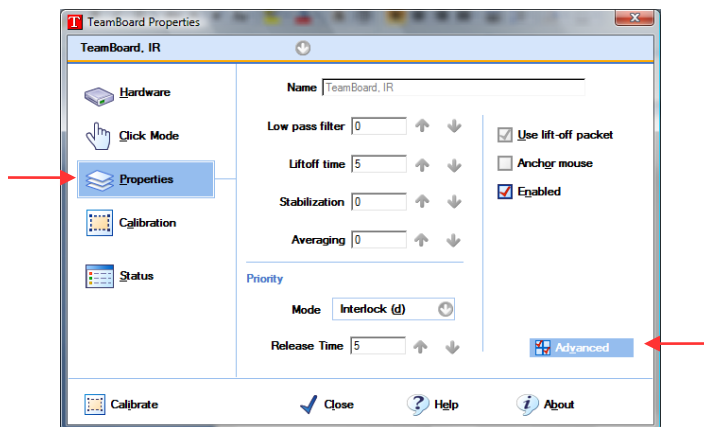 T TeamBoard Properties
TeamBoard, IR
Hardware
Click Mode
Properties
Calibration
Status
Name TeamBoard, IR
Low pass filter 0
Liftoff time 5
Stabilization 0
Averaging 0
Use lift-off packet
Anchor mouse
Enabled
Priority
Mode Interlock (d)
Release Time 5
Advanced
Calibrate
Close
? Help
i About